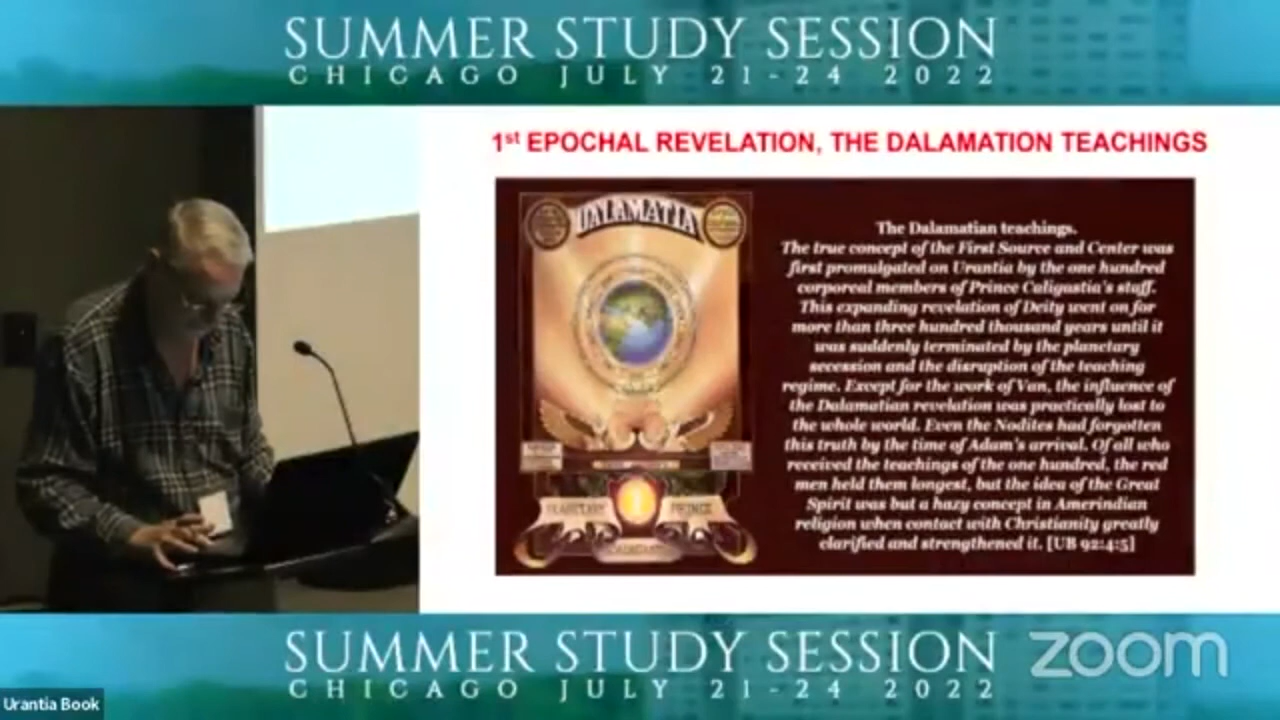 SUMMER STUDY SESSION
CHICAGO JULY 21-24 2022
1st EPOCHAL REVELATION, THE DALAMATION TEACHINGS
DALAMATIA
PLANETARY PRINCE
1
The Dalamatian teachings.
The true concept of the First Source and Center was
first promulgated on Urantia by the one hundred
corporeal members of Prince Caligastia's staff.
This expanding revelation of Deity went on for
more than three hundred thousand years until it
was suddenly terminated by the planetary
secession and the disruption of the teaching
regime. Except for the work of Van, the influence of
the Dalamatian revelation was practically lost to
the whole world. Even the Nodites had forgotten
this truth by the time of Adam's arrival. Of all who
received the teachings of the one hundred, the red
men held them longest, but the idea of the Great
Spirit was but a hazy concept in Amerindian
religion when contact with Christianity greatly
clarified and strengthened it. [UB 92:4:5]
SUMMER STUDY SESSION
CHICAGO JULY 21-24 2022
zoom
Urantia Book